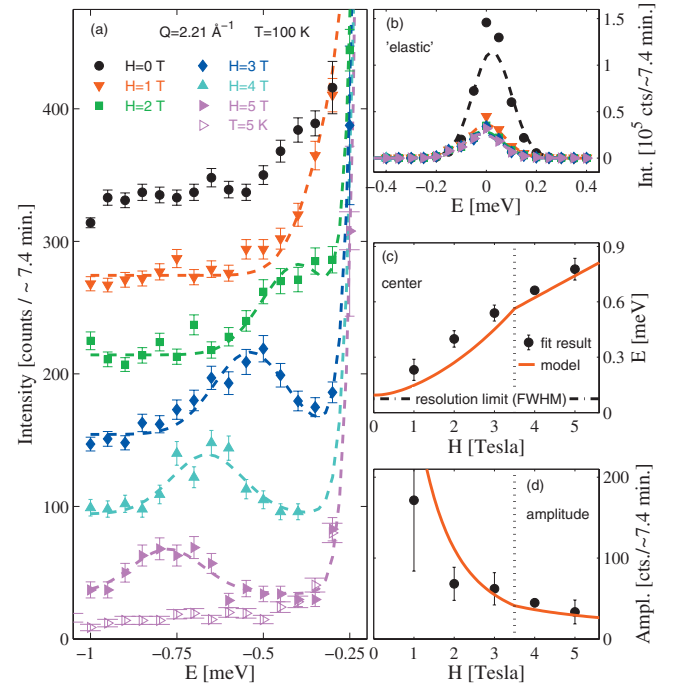 (a)
Q=2.21 Å⁻¹ T=100 K
H=0 T
H=1 T
H=2 T
H=3 T
H=4 T
H=5 T
T=5 K
400
300
200
100
0
Intensity [counts / ~ 7.4 min.]
-1 -0.75 -0.5 -0.25
E [meV]
(b)
'elastic'
1.5
1
0.5
0
Int. [10⁵ cts/~7.4 min.]
-0.4 -0.2 0 0.2 0.4
E [meV]
(c)
center
fit result
model
resolution limit (FWHM)
0.9
0.6
0.3
0
E [meV]
0 1 2 3 4 5
H [Tesla]
(d)
amplitude
200
100
0
Ampl. [cts./~7.4 min.]
0 1 2 3 4 5
H [Tesla]